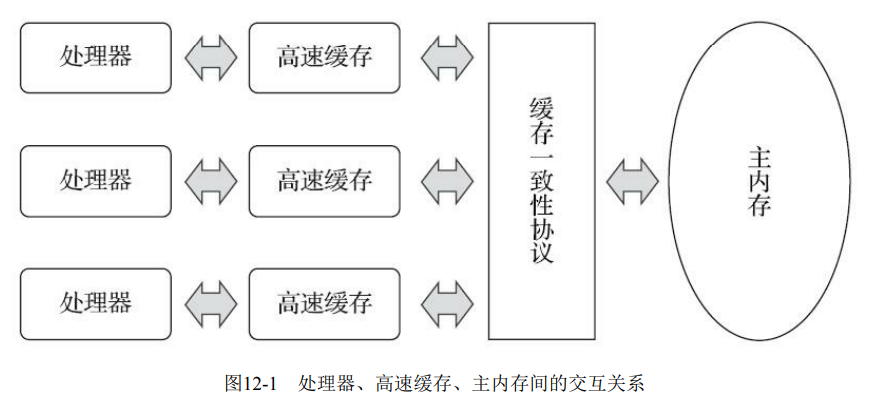 处理器
高速缓存
处理器
高速缓存
处理器
高速缓存
缓存一致性协议
主内存
图12-1 处理器、高速缓存、主内存间的交互关系